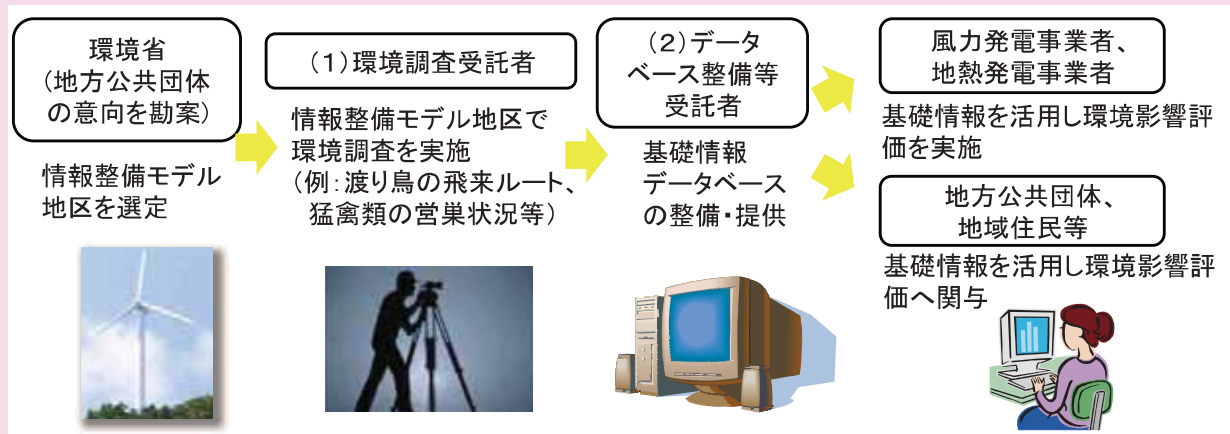 環境省
(地方公共団体
の意向を勘案)
情報整備モデル
地区を選定
(1)環境調査受託者
情報整備モデル地区で
環境調査を実施
(例:渡り鳥の飛来ルート、
猛禽類の営巣状況等)
(2)データ
ベース整備等
受託者
基礎情報
データベース
の整備・提供
風力発電事業者、
地熱発電事業者
基礎情報を活用し環境影響評
価を実施
地方公共団体、
地域住民等
基礎情報を活用し環境影響評
価へ関与